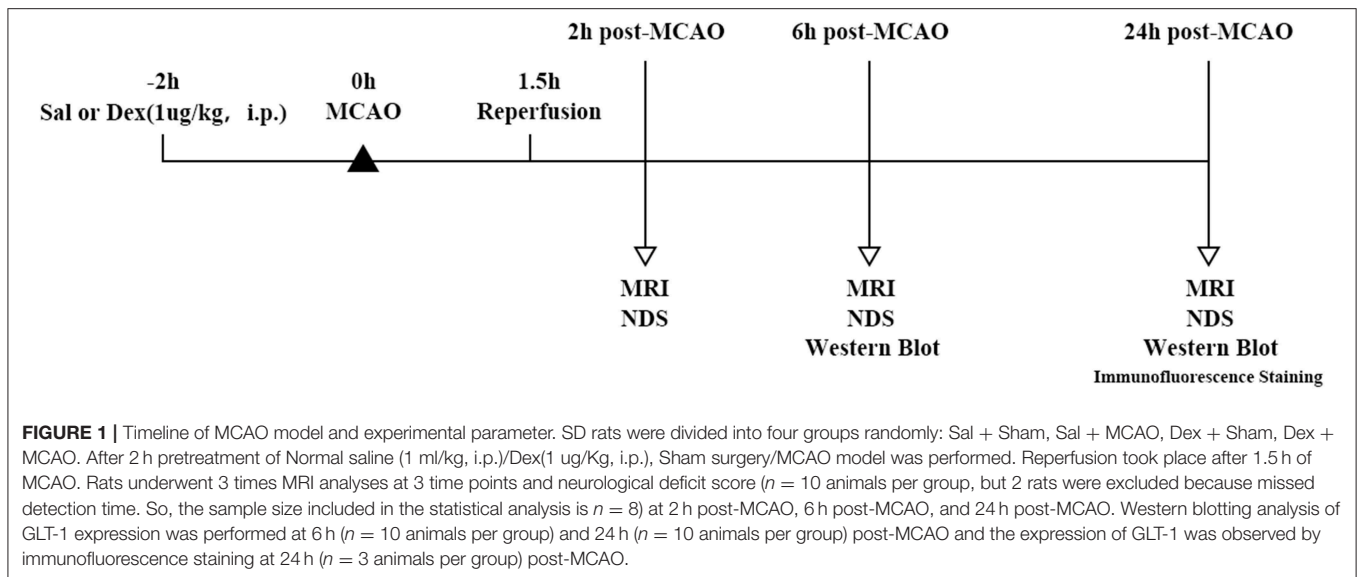 2h post-MCAO 6h post-MCAO 24h post-MCAO
-2h 0h 1.5h
Sal or Dex(1ug/kg, i.p.) MCAO Reperfusion
MRI MRI MRI
NDS NDS NDS
Western Blot Western Blot
Immunofluorescence Staining
FIGURE 1 | Timeline of MCAO model and experimental parameter. SD rats were divided into four groups randomly: Sal + Sham, Sal + MCAO, Dex + Sham, Dex +
MCAO. After 2 h pretreatment of Normal saline (1 ml/kg, i.p.)/Dex(1 ug/Kg, i.p.), Sham surgery/MCAO model was performed. Reperfusion took place after 1.5 h of
MCAO. Rats underwent 3 times MRI analyses at 3 time points and neurological deficit score (n = 10 animals per group, but 2 rats were excluded because missed
detection time. So, the sample size included in the statistical analysis is n = 8) at 2 h post-MCAO, 6 h post-MCAO, and 24 h post-MCAO. Western blotting analysis of
GLT-1 expression was performed at 6 h (n = 10 animals per group) and 24 h (n = 10 animals per group) post-MCAO and the expression of GLT-1 was observed by
immunofluorescence staining at 24 h (n = 3 animals per group) post-MCAO.